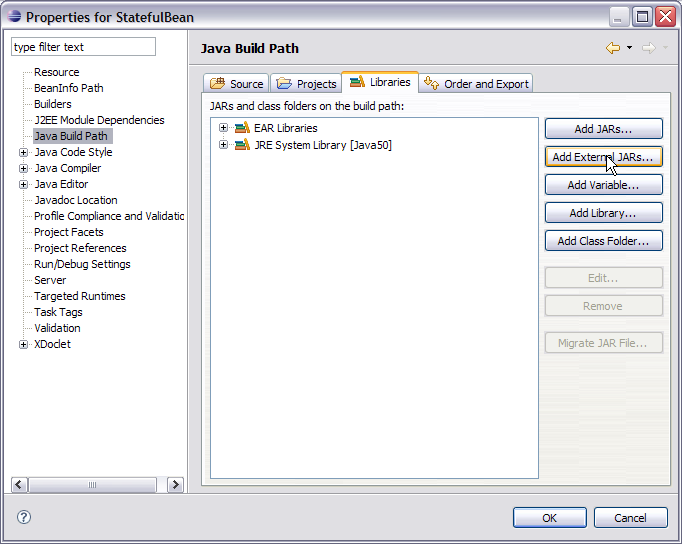 Properties for StatefulBean
type filter text
Resource
BeanInfo Path
Builders
J2EE Module Dependencies
Java Build Path
Java Code Style
Java Compiler
Java Editor
Javadoc Location
Profile Compliance and Validatic
Project Facets
Project References
Run/Debug Settings
Server
Targeted Runtimes
Task Tags
Validation
XDoclet
Java Build Path
Source
Projects
Libraries
Order and Export
JARs and class folders on the build path:
EAR Libraries
JRE System Library [Java50]
Add JARs...
Add External JARs...
Add Variable...
Add Library...
Add Class Folder...
Edit...
Remove
Migrate JAR File...
?
OK
Cancel